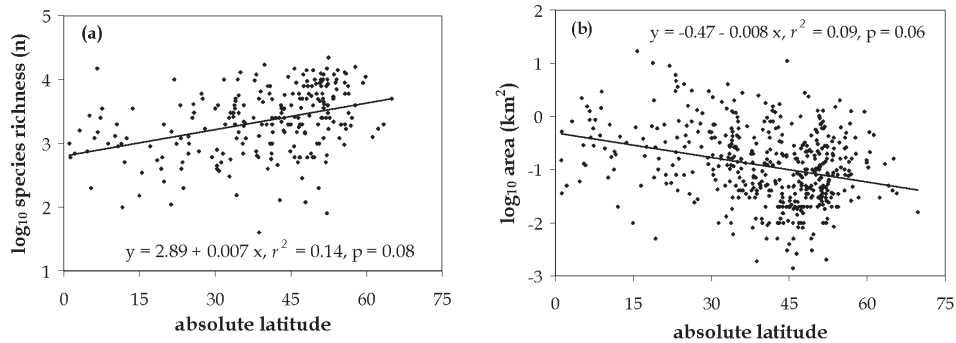 (a)
log₁₀ species richness (n)
5
4
3
2
1
y = 2.89 + 0.007 x, r² = 0.14, p = 0.08
0 15 30 45 60 75
absolute latitude
(b)
y = -0.47 - 0.008 x, r² = 0.09, p = 0.06
log₁₀ area (km²)
2
1
0
-1
-2
-3
0 15 30 45 60 75
absolute latitude